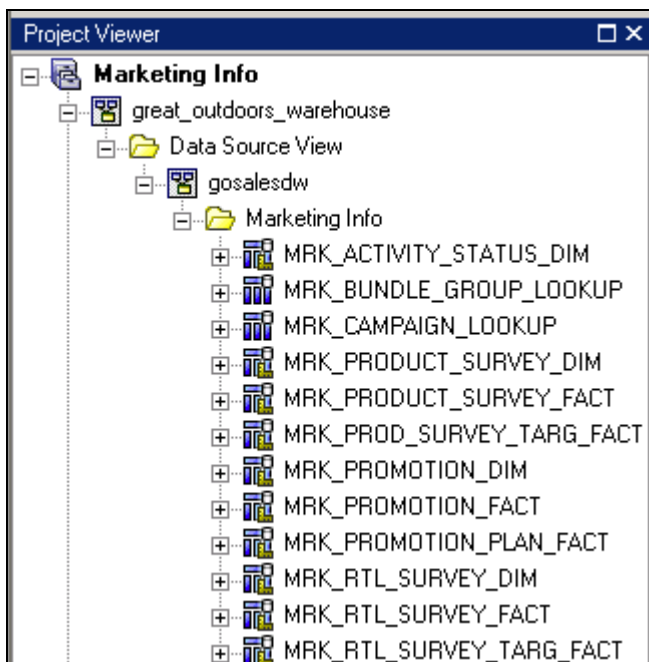 Project Viewer
Marketing Info
great_outdoors_warehouse
Data Source View
gosalesdw
Marketing Info
MRK_ACTIVITY_STATUS_DIM
MRK_BUNDLE_GROUP_LOOKUP
MRK_CAMPAIGN_LOOKUP
MRK_PRODUCT_SURVEY_DIM
MRK_PRODUCT_SURVEY_FACT
MRK_PROD_SURVEY_TARG_FACT
MRK_PROMOTION_DIM
MRK_PROMOTION_FACT
MRK_PROMOTION_PLAN_FACT
MRK_RTL_SURVEY_DIM
MRK_RTL_SURVEY_FACT
MRK_RTL_SURVEY_TARG_FACT